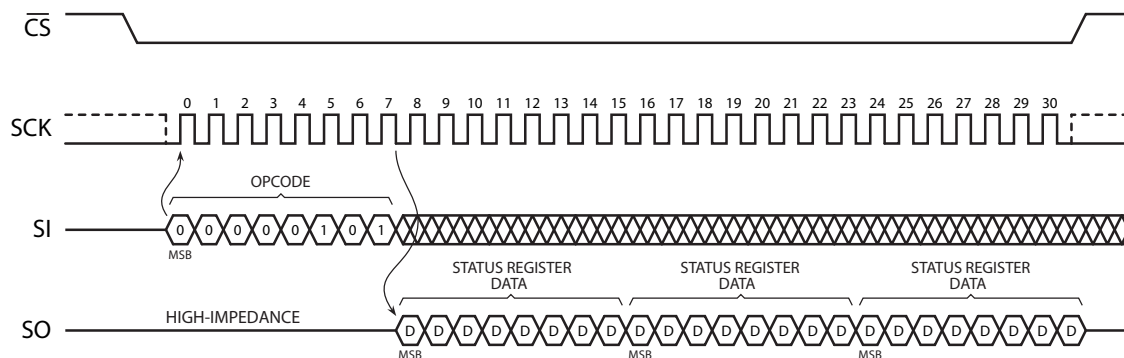 CS
0 1 2 3 4 5 6 7 8 9 10 11 12 13 14 15 16 17 18 19 20 21 22 23 24 25 26 27 28 29 30
SCK
OPCODE
SI 0 0 0 0 0 1 0 1
MSB
STATUS REGISTER DATA STATUS REGISTER DATA STATUS REGISTER DATA
HIGH-IMPEDANCE
SO D D D D D D D D D D D D D D D D D D D D D D D D
MSB MSB MSB